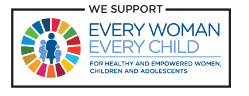 WE SUPPORT
EVERY WOMAN
EVERY CHILD
FOR HEALTHY AND EMPOWERED WOMEN,
CHILDREN AND ADOLESCENTS